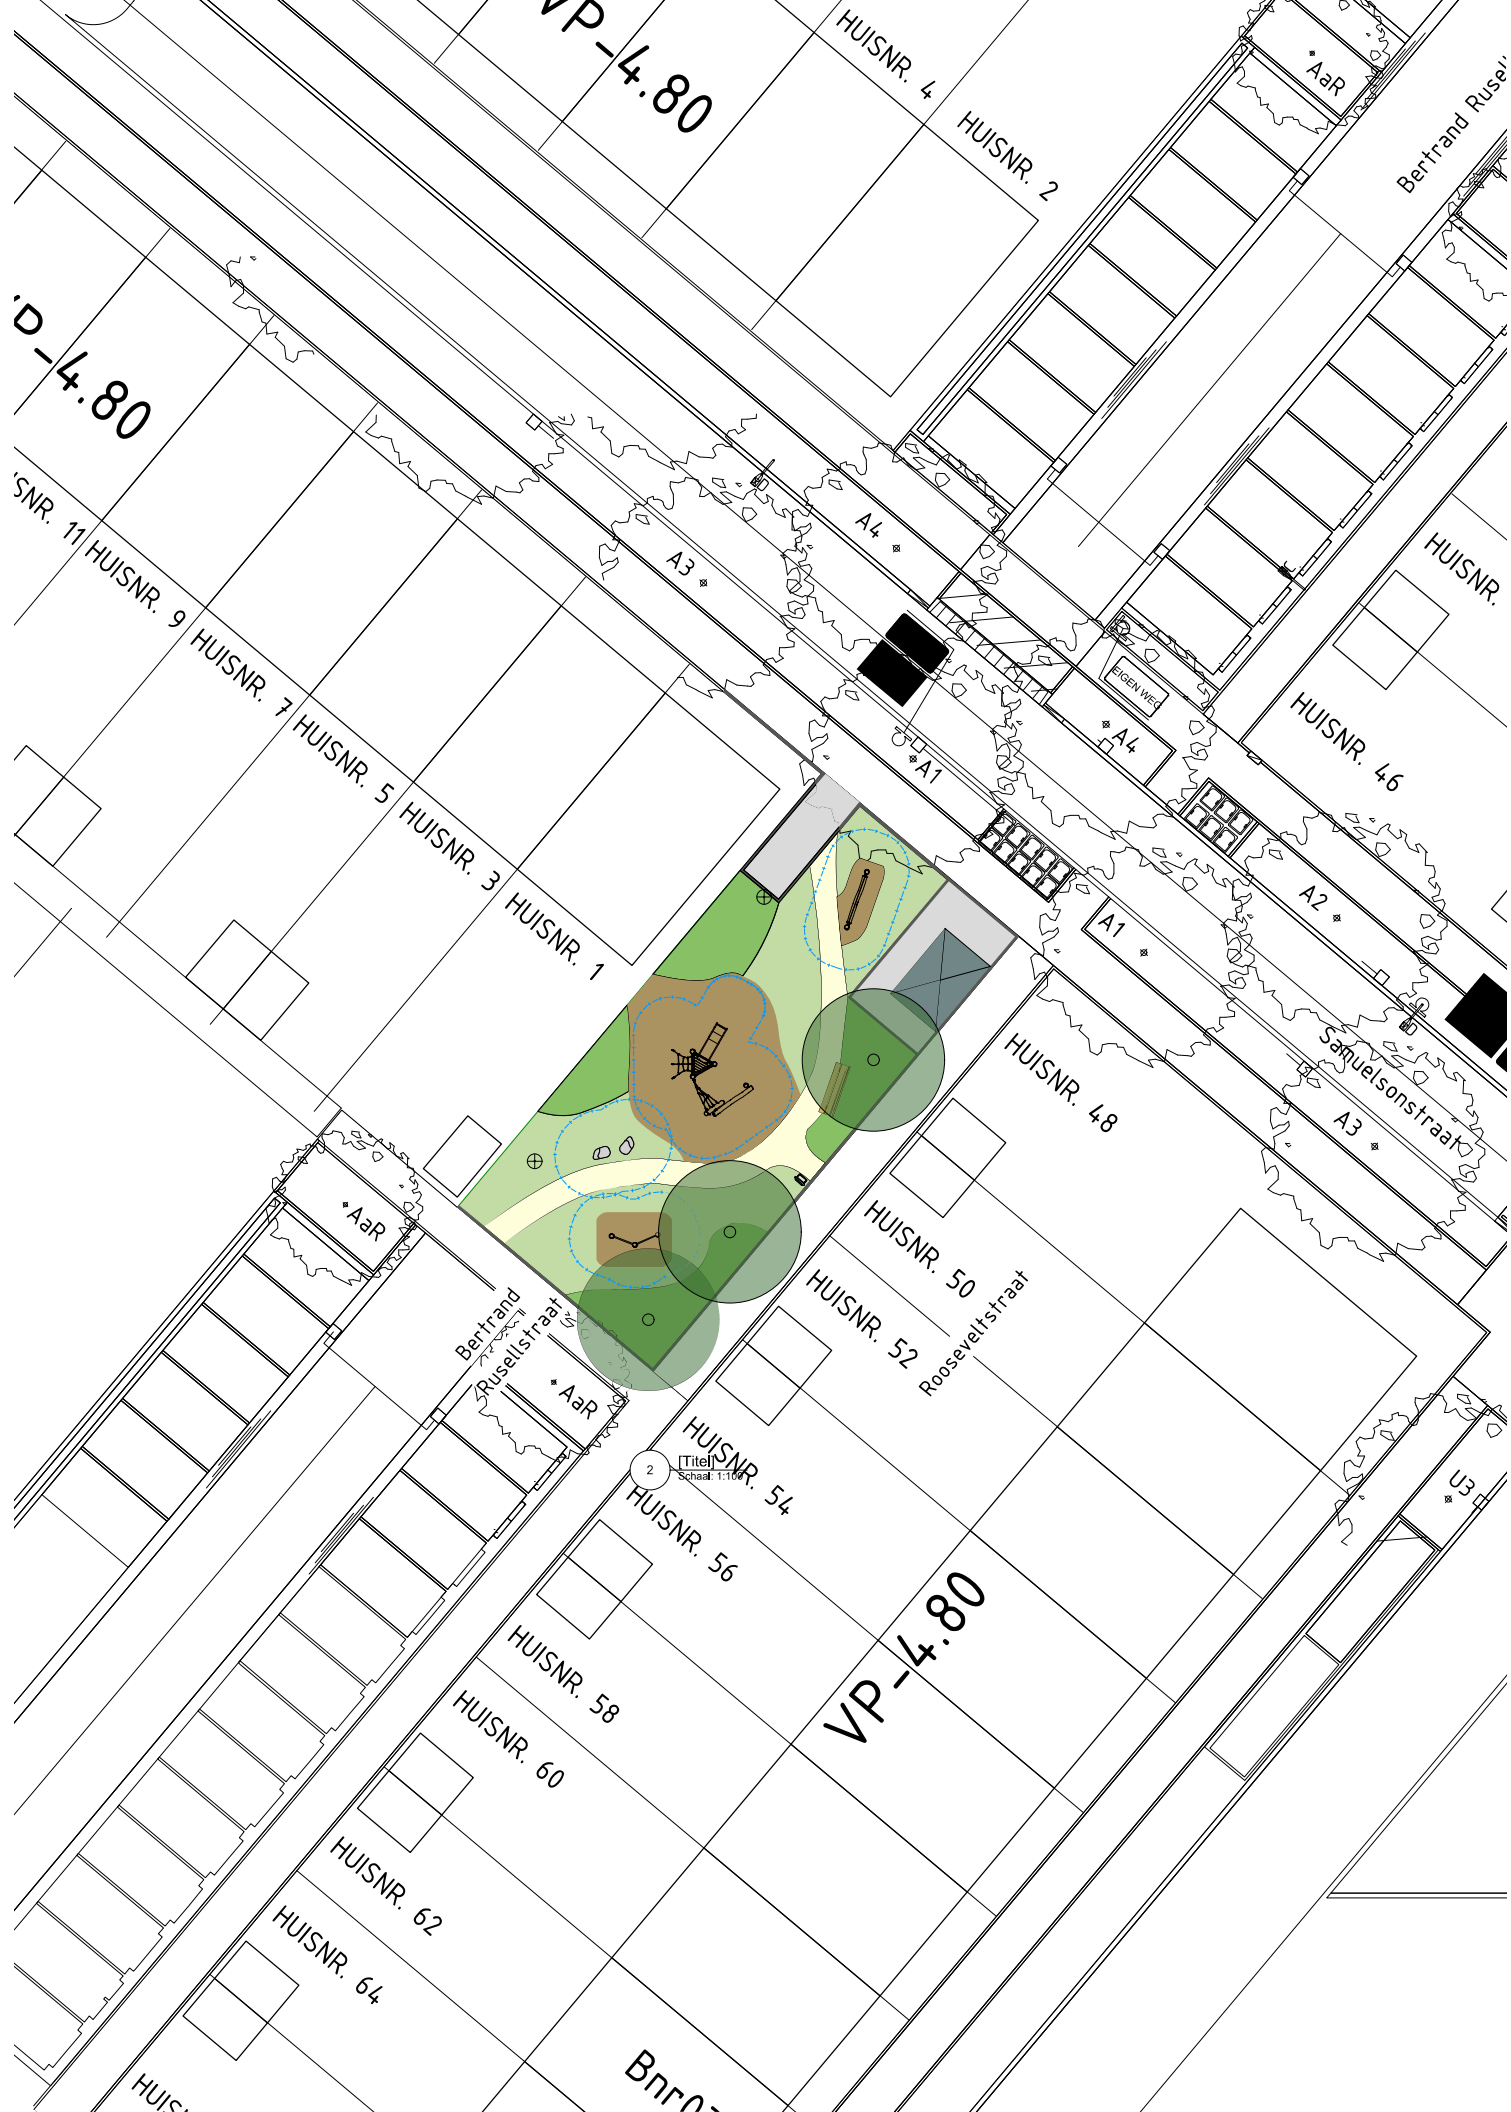 VP-4.80
HUISNR. 4
HUISNR. 2
AaR
VP-4.80
HUISNR. 9
HUISNR. 7
HUISNR. 5
HUISNR. 3
HUISNR. 1
A3
A4
EIGEN WEG
A4
A1
HUISNR.
HUISNR. 46
A2
A1
Samuelsonstraat
A3
HUISNR. 48
HUISNR. 50
HUISNR. 52
Rooseveltstraat
AaR
Bertrand
Rusellstraat
AaR
2
[Titel]
Schaal: 1:100
HUISNR. 54
HUISNR. 56
U3
VP-4.80
HUISNR. 58
HUISNR. 60
HUISNR. 62
HUISNR. 64
Bertrand